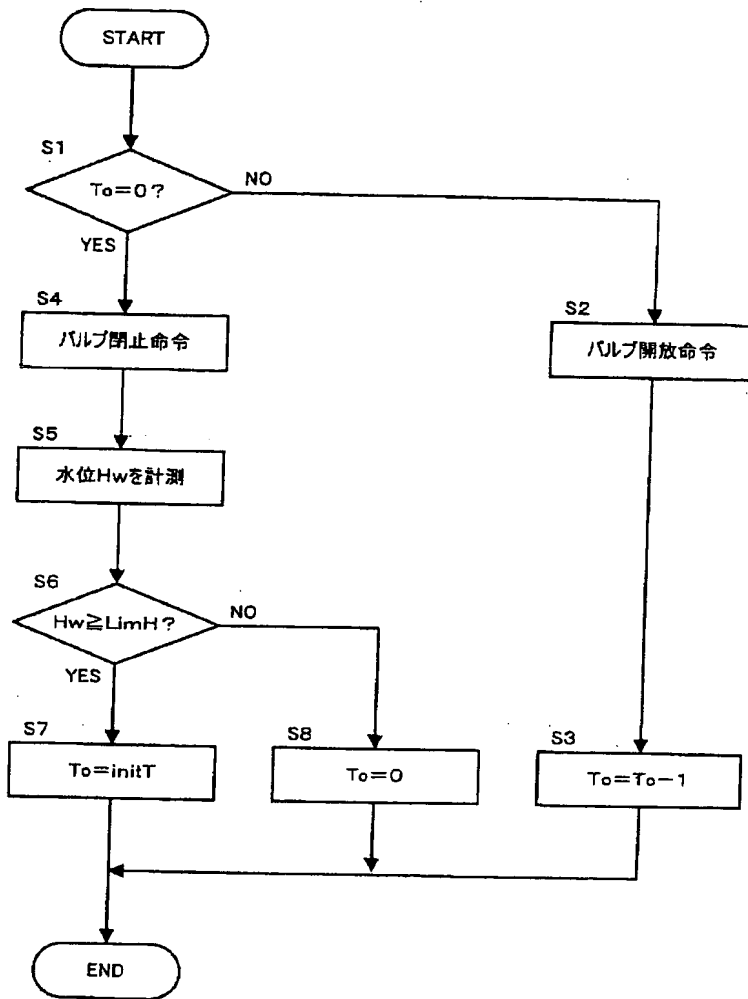 START
S1
To=0?
NO
YES
S4
バルブ閉止命令
S2
バルブ開放命令
S5
水位Hwを計測
S6
Hw≧LimH?
NO
YES
S7
To=initT
S8
To=0
S3
To=To-1
END